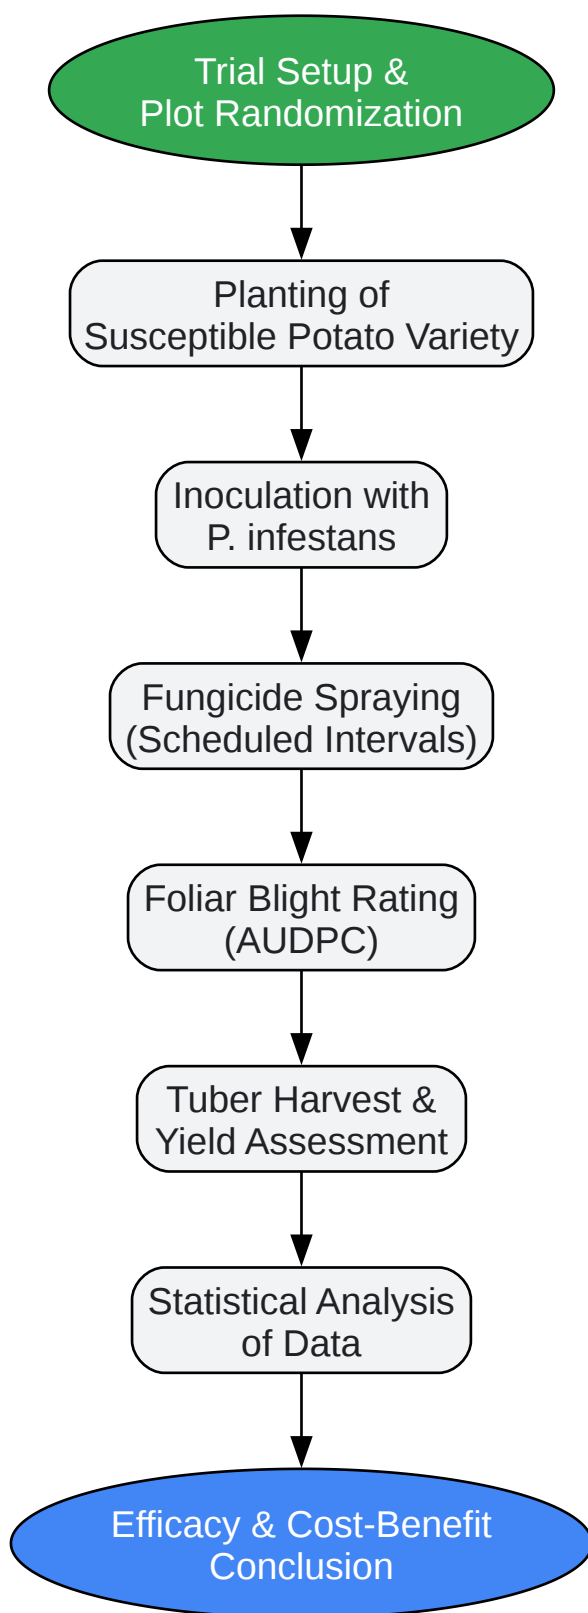 Trial Setup &
Plot Randomization
Planting of
Susceptible Potato Variety
Inoculation with
P. infestans
Fungicide Spraying
(Scheduled Intervals)
Foliar Blight Rating
(AUDPC)
Tuber Harvest &
Yield Assessment
Statistical Analysis
of Data
Efficacy & Cost-Benefit
Conclusion